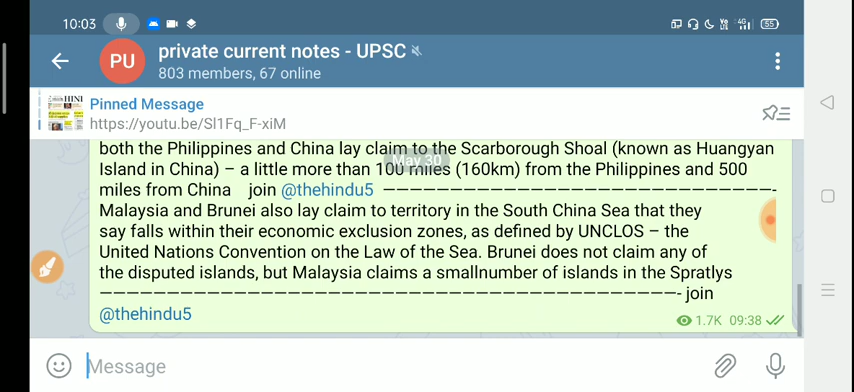 10:03
4G
55
PU
private current notes - UPSC
803 members, 67 online
Pinned Message
https://youtu.be/Sl1Fq_F-xiM
May 30
both the Philippines and China lay claim to the Scarborough Shoal (known as Huangyan
Island in China) – a little more than 100 miles (160km) from the Philippines and 500
miles from China join @thehindu5 ——————————————————————————————-
Malaysia and Brunei also lay claim to territory in the South China Sea that they
say falls within their economic exclusion zones, as defined by UNCLOS – the
United Nations Convention on the Law of the Sea. Brunei does not claim any of
the disputed islands, but Malaysia claims a smallnumber of islands in the Spratlys
———————————————————————————————————————————- join
@thehindu5
1.7K 09:38
Message